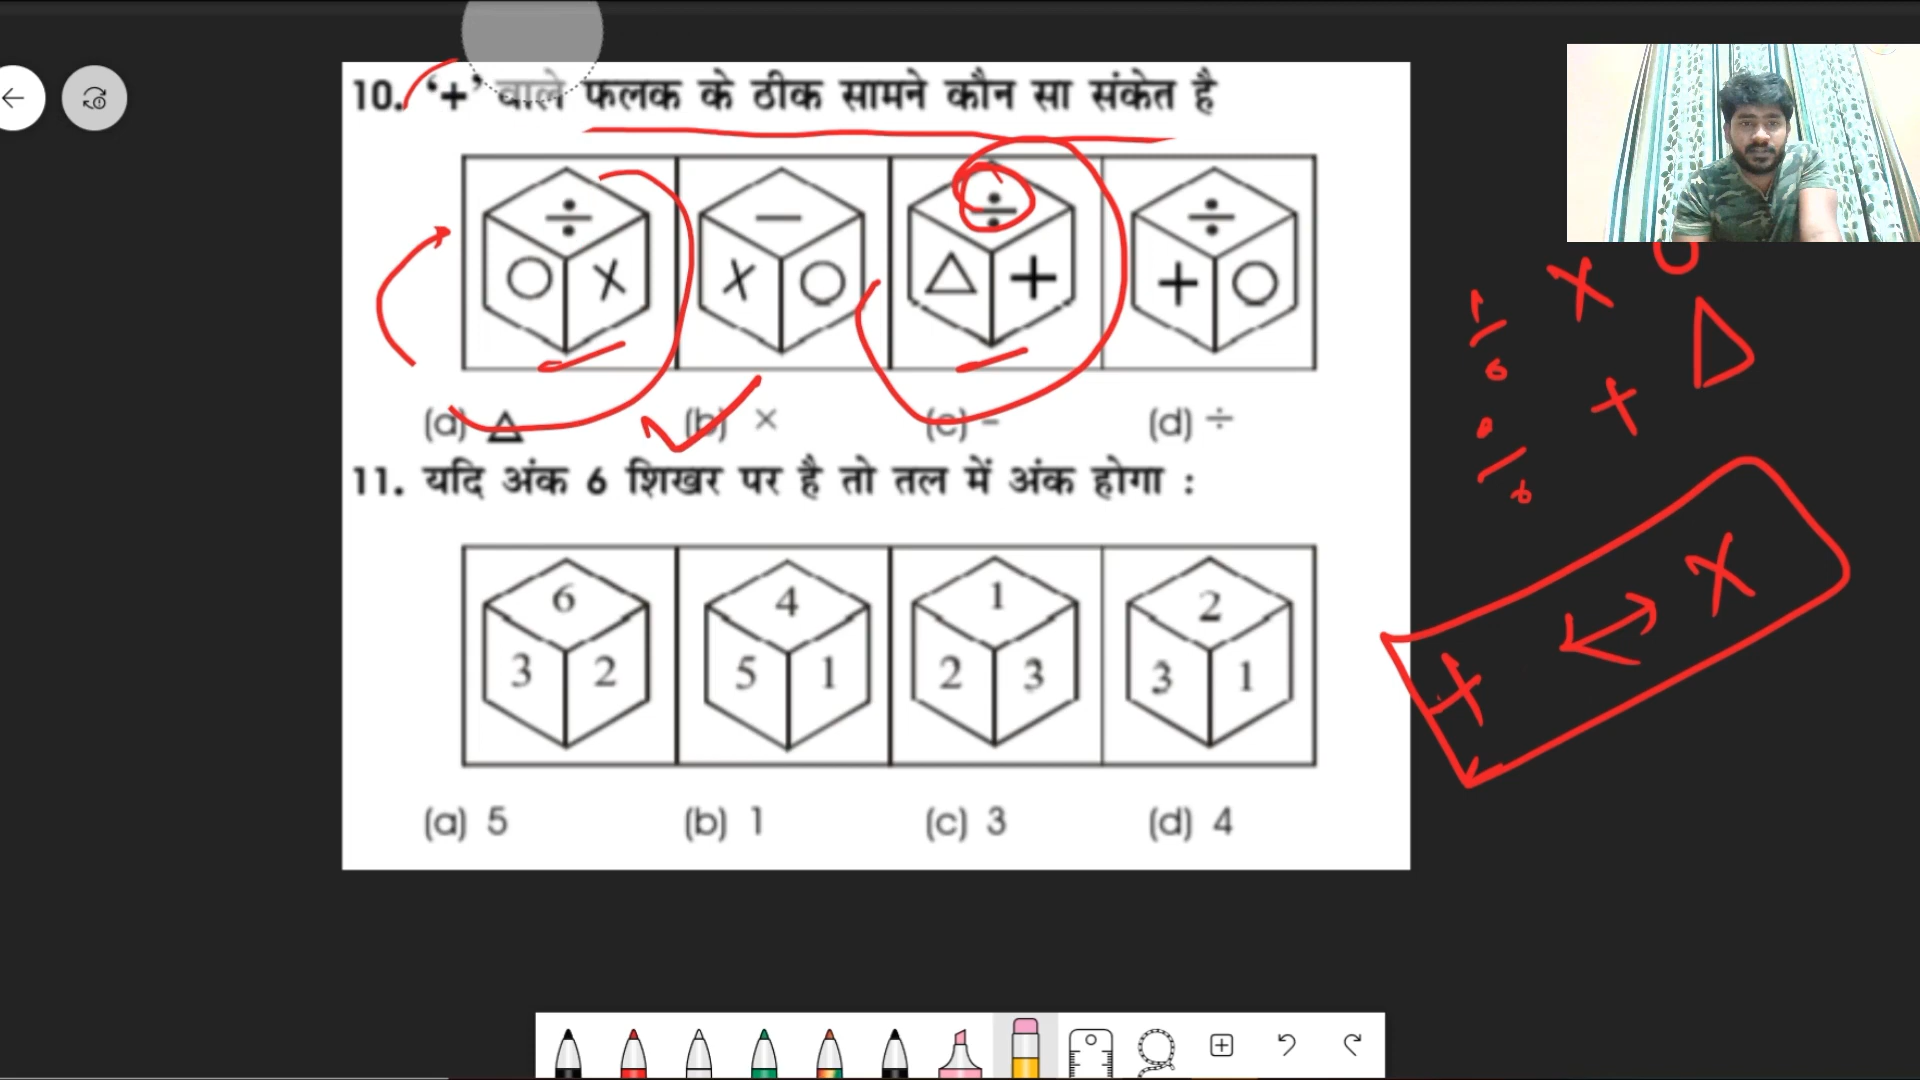 10. '+' वाले फलक के ठीक सामने कौन सा संकेत है
÷ ○ X
− X ○
÷ △ +
÷ + ○
(a) △ (b) × (c) − (d) ÷
11. यदि अंक 6 शिखर पर है तो तल में अंक होगा :
6 3 2
4 5 1
1 2 3
2 3 1
(a) 5 (b) 1 (c) 3 (d) 4
÷ X
÷ + △
+ ↔ X